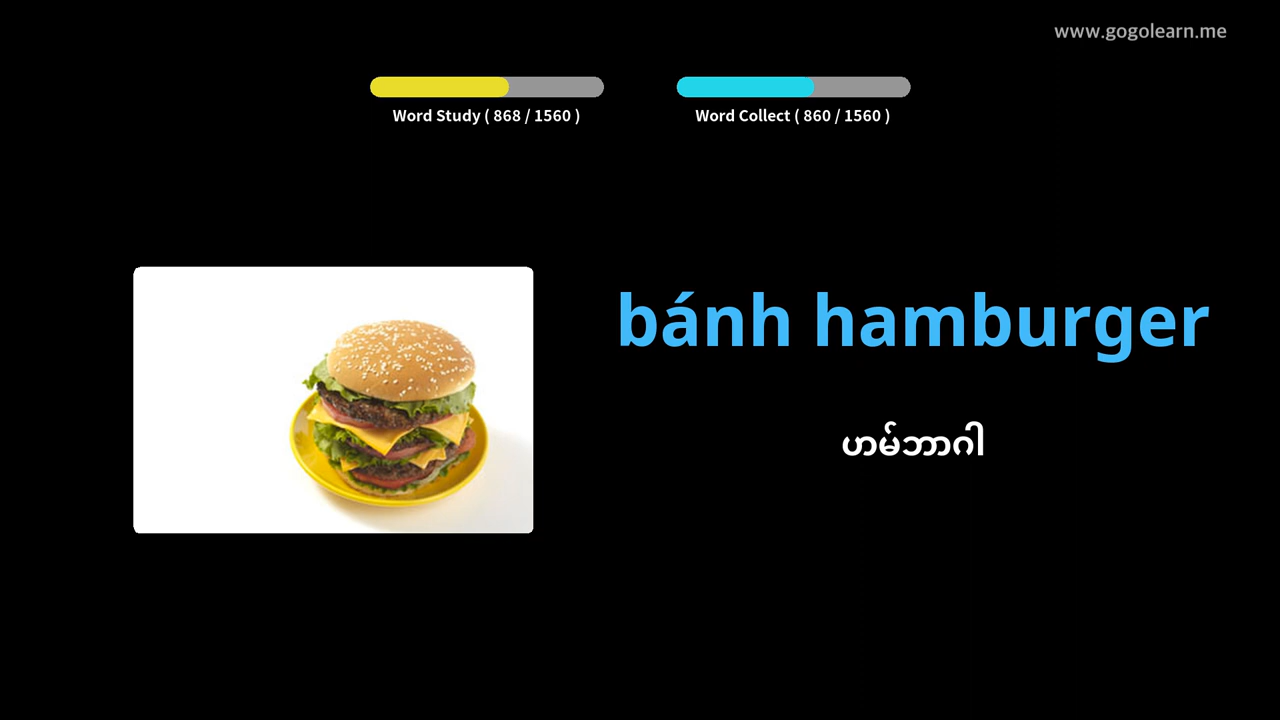 www.gogolearn.me
Word Study ( 868 / 1560 )
Word Collect ( 860 / 1560 )
bánh hamburger
ဟမ်ဘာဂါ